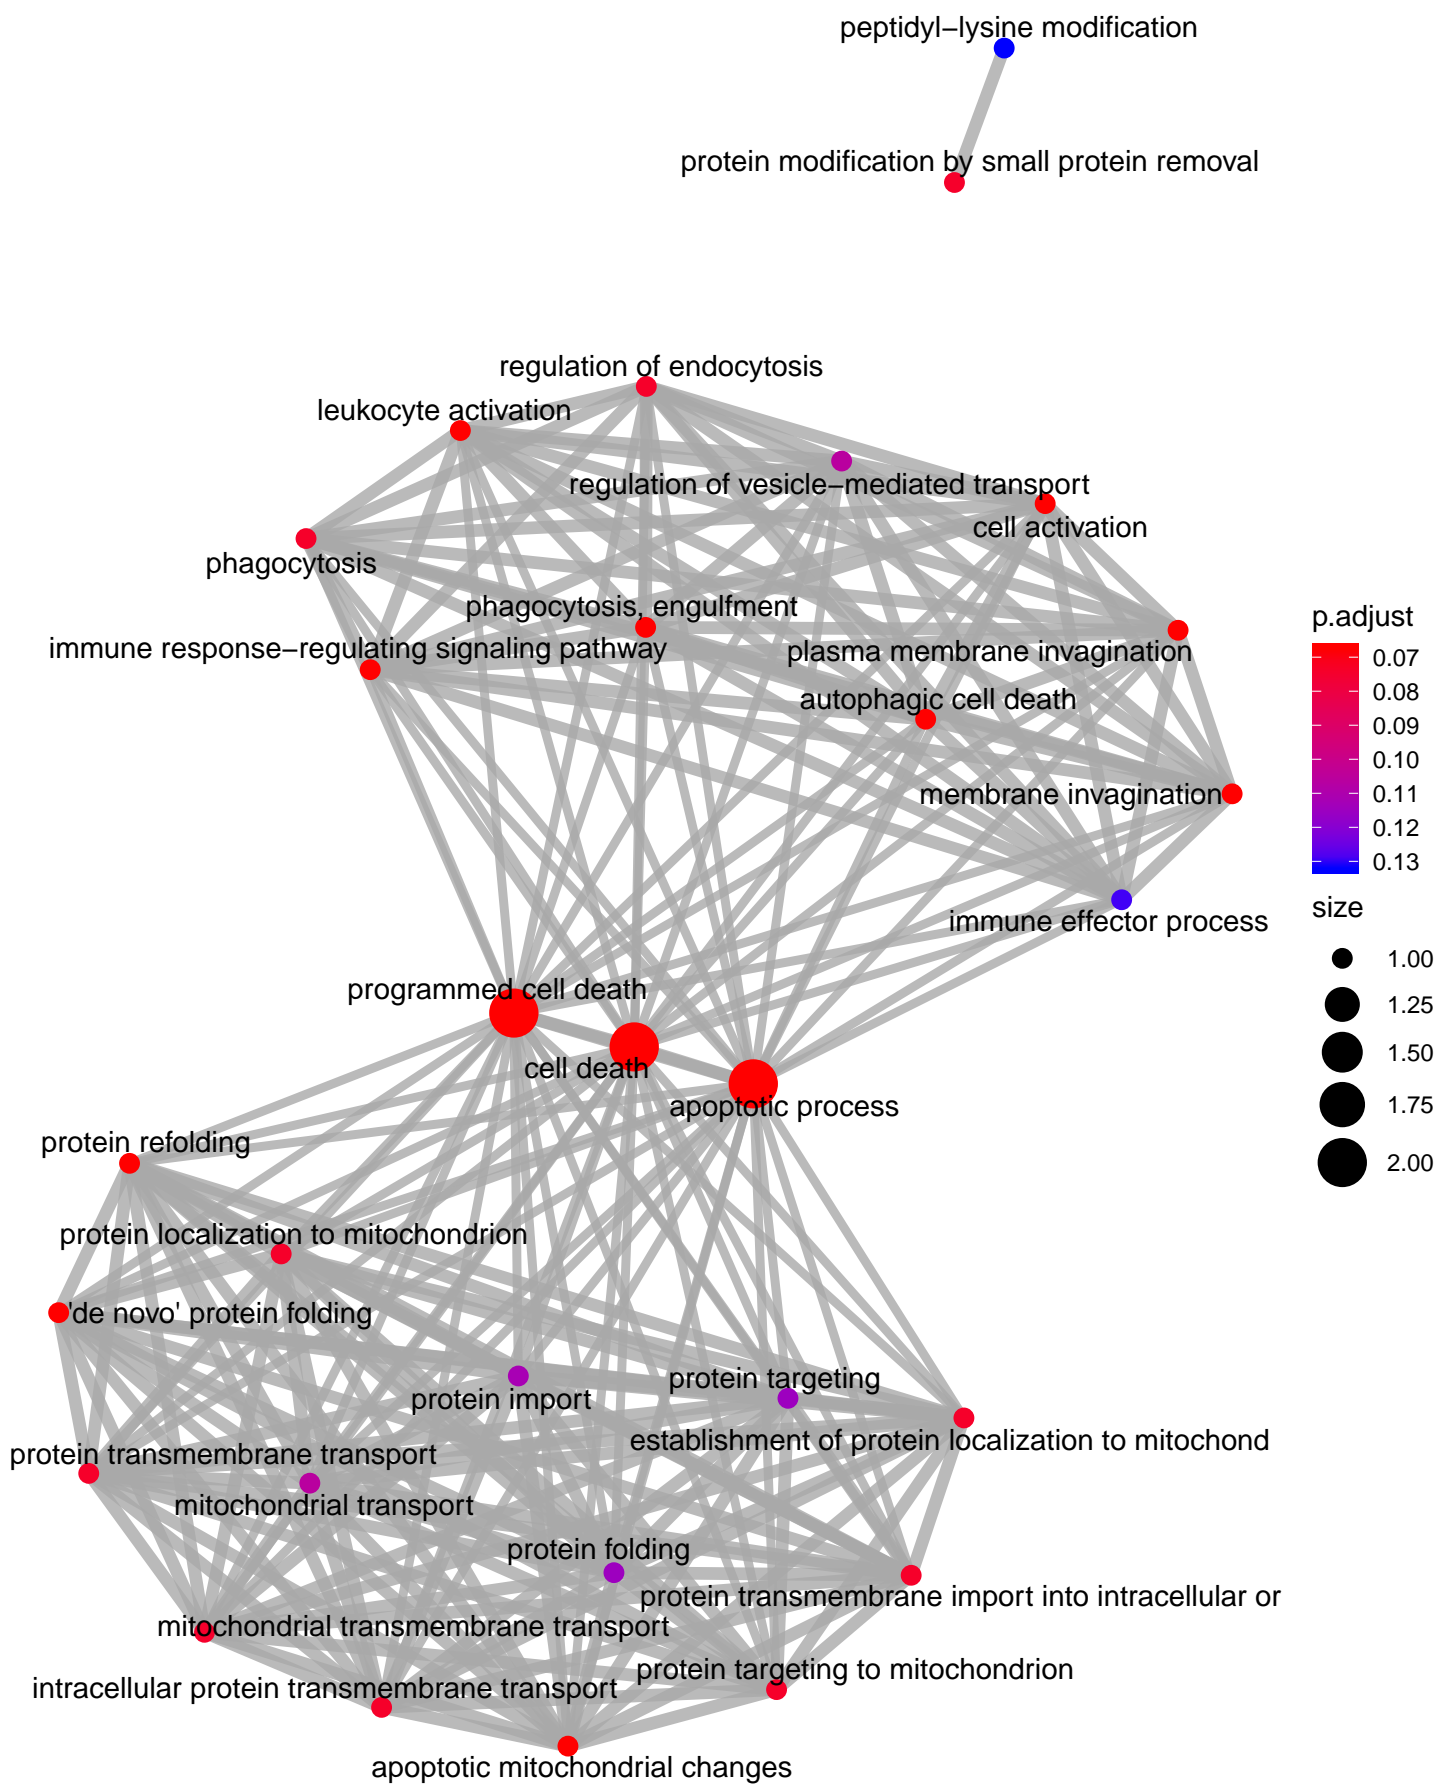 peptidyl−lysine modification
protein modification by small protein removal
regulation of endocytosis
leukocyte activation
regulation of vesicle−mediated transport
cell activation
phagocytosis
phagocytosis, engulfment
immune response−regulating signaling pathway
plasma membrane invagination
autophagic cell death
membrane invagination
immune effector process
programmed cell death
cell death
apoptotic process
protein refolding
protein localization to mitochondrion
'de novo' protein folding
protein import
protein targeting
establishment of protein localization to mitochond
protein transmembrane transport
mitochondrial transport
protein folding
protein transmembrane import into intracellular or
mitochondrial transmembrane transport
protein targeting to mitochondrion
intracellular protein transmembrane transport
apoptotic mitochondrial changes
p.adjust
0.07
0.08
0.09
0.10
0.11
0.12
0.13
size
1.00
1.25
1.50
1.75
2.00